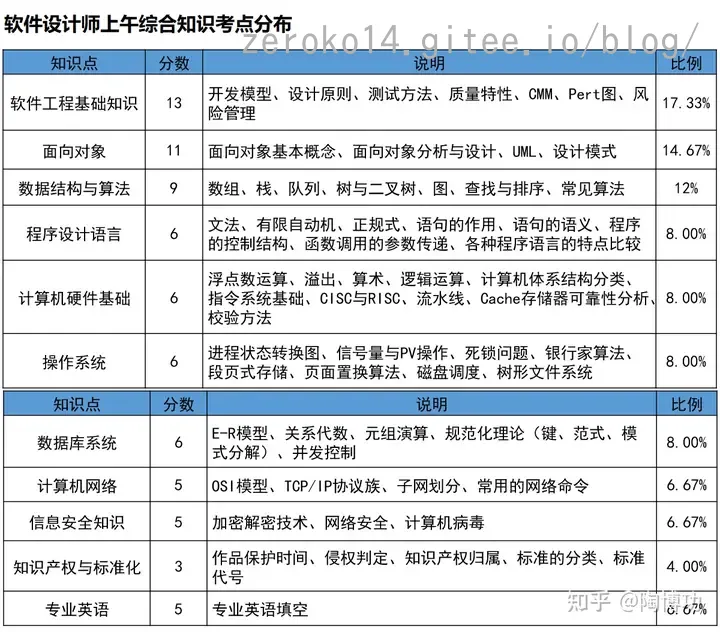 软件设计师上午综合知识考点分布
zeroko14.gitee.io/blog/
知识点 分数 说明 比例
软件工程基础知识 13 开发模型、设计原则、测试方法、质量特性、CMM、Pert图、风
险管理 17.33%
面向对象 11 面向对象基本概念、面向对象分析与设计、UML、设计模式 14.67%
数据结构与算法 9 数组、栈、队列、树与二叉树、图、查找与排序、常见算法 12%
程序设计语言 6 文法、有限自动机、正规式、语句的作用、语句的语义、程序
的控制结构、函数调用的参数传递、各种程序语言的特点比较 8.00%
计算机硬件基础 6 浮点数运算、溢出、算术、逻辑运算、计算机体系结构分类、
指令系统基础、CISC与RISC、流水线、Cache存储器可靠性分析、
校验方法 8.00%
操作系统 6 进程状态转换图、信号量与PV操作、死锁问题、银行家算法、
段页式存储、页面置换算法、磁盘调度、树形文件系统 8.00%
知识点 分数 说明 比例
数据库系统 6 E-R模型、关系代数、元组演算、规范化理论（键、范式、模
式分解）、并发控制 8.00%
计算机网络 5 OSI模型、TCP/IP协议族、子网划分、常用的网络命令 6.67%
信息安全知识 5 加密解密技术、网络安全、计算机病毒 6.67%
知识产权与标准化 3 作品保护时间、侵权判定、知识产权归属、标准的分类、标准
代号 4.00%
专业英语 5 专业英语填空 6.67%
知乎 @陶博玏